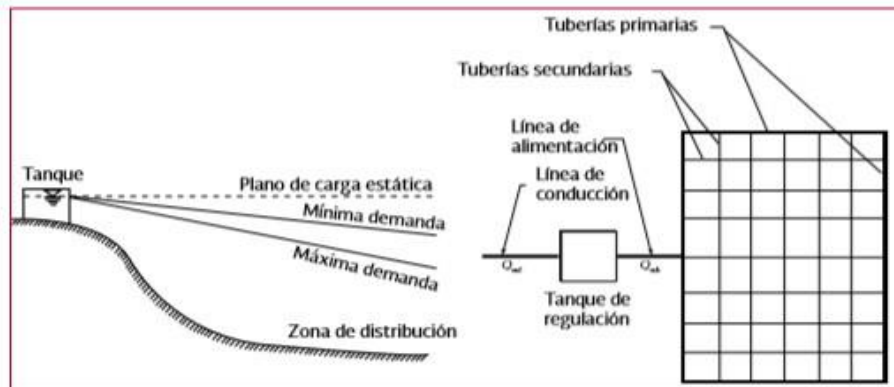 Tanque
Plano de carga estática
Mínima demanda
Máxima demanda
Zona de distribución
Tuberías primarias
Tuberías secundarias
Línea de
alimentación
Línea de
conducción
Tanque de
regulación